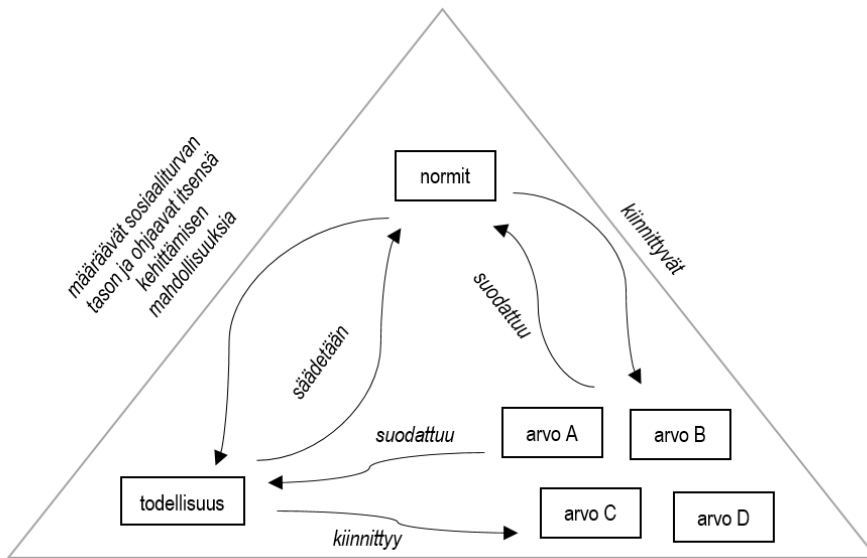 määräävät sosiaaliturvan
tason ja ohjaavat itsensä
kehittämisen
mahdollisuuksia
normit
kiinnittyvät
suodattuu
säädetään
suodattuu
arvo A
arvo B
todellisuus
kiinnittyy
arvo C
arvo D